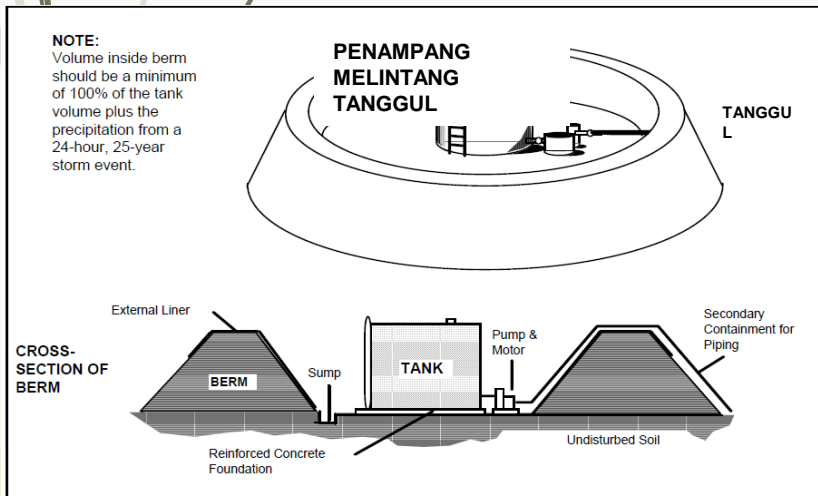 NOTE:
Volume inside berm
should be a minimum
of 100% of the tank
volume plus the
precipitation from a
24-hour, 25-year
storm event.
PENAMPANG
MELINTANG
TANGGUL
TANGGU
L
External Liner
CROSS-
SECTION OF
BERM
BERM
Sump
TANK
Pump &
Motor
Secondary
Containment for
Piping
Reinforced Concrete
Foundation
Undisturbed Soil